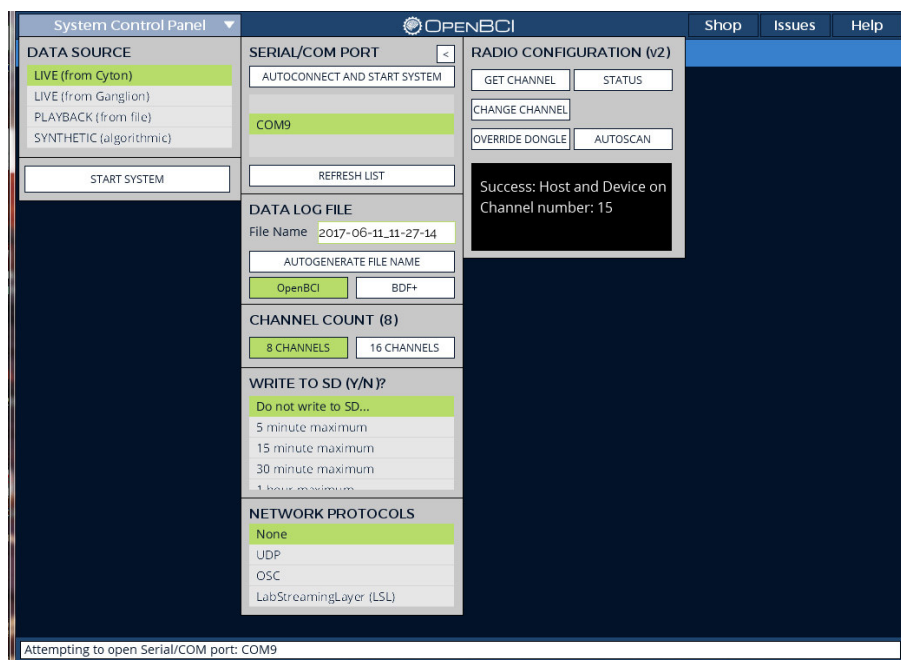 System Control Panel
OPENBCI
Shop
Issues
Help
DATA SOURCE
LIVE (from Cyton)
LIVE (from Ganglion)
PLAYBACK (from file)
SYNTHETIC (algorithmic)
START SYSTEM
SERIAL/COM PORT
<
AUTOCONNECT AND START SYSTEM
COM9
REFRESH LIST
DATA LOG FILE
File Name 2017-06-11_11-27-14
AUTOGENERATE FILE NAME
OpenBCI
BDF+
CHANNEL COUNT (8)
8 CHANNELS
16 CHANNELS
WRITE TO SD (Y/N)?
Do not write to SD...
5 minute maximum
15 minute maximum
30 minute maximum
1 hour maximum
NETWORK PROTOCOLS
None
UDP
OSC
LabStreamingLayer (LSL)
RADIO CONFIGURATION (v2)
GET CHANNEL
STATUS
CHANGE CHANNEL
OVERRIDE DONGLE
AUTOSCAN
Success: Host and Device on
Channel number: 15
Attempting to open Serial/COM port: COM9